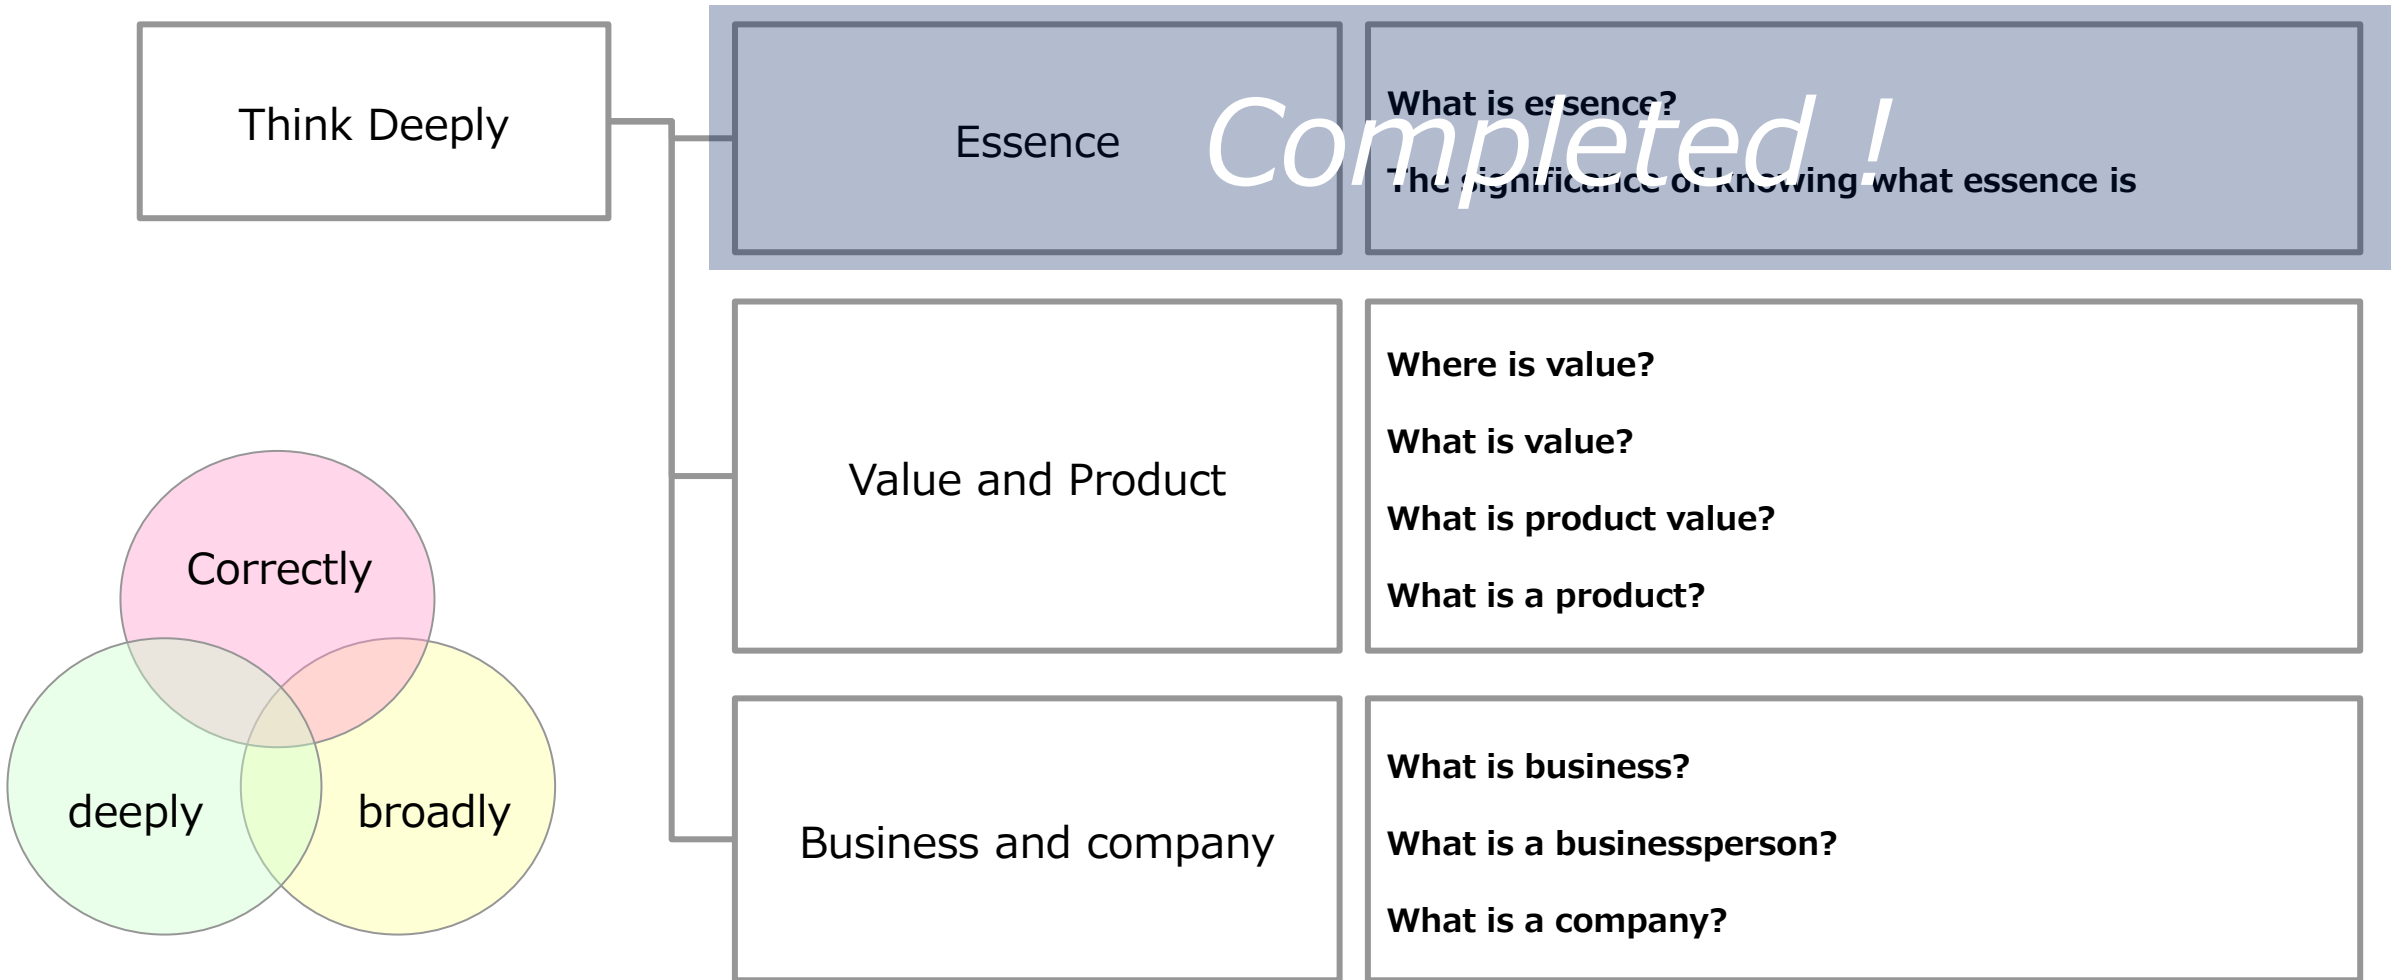 Think Deeply
Essence
What is essence?
The significance of knowing what essence is
Completed !
Value and Product
Where is value?
What is value?
What is product value?
What is a product?
Business and company
What is business?
What is a businessperson?
What is a company?
Correctly
deeply
broadly